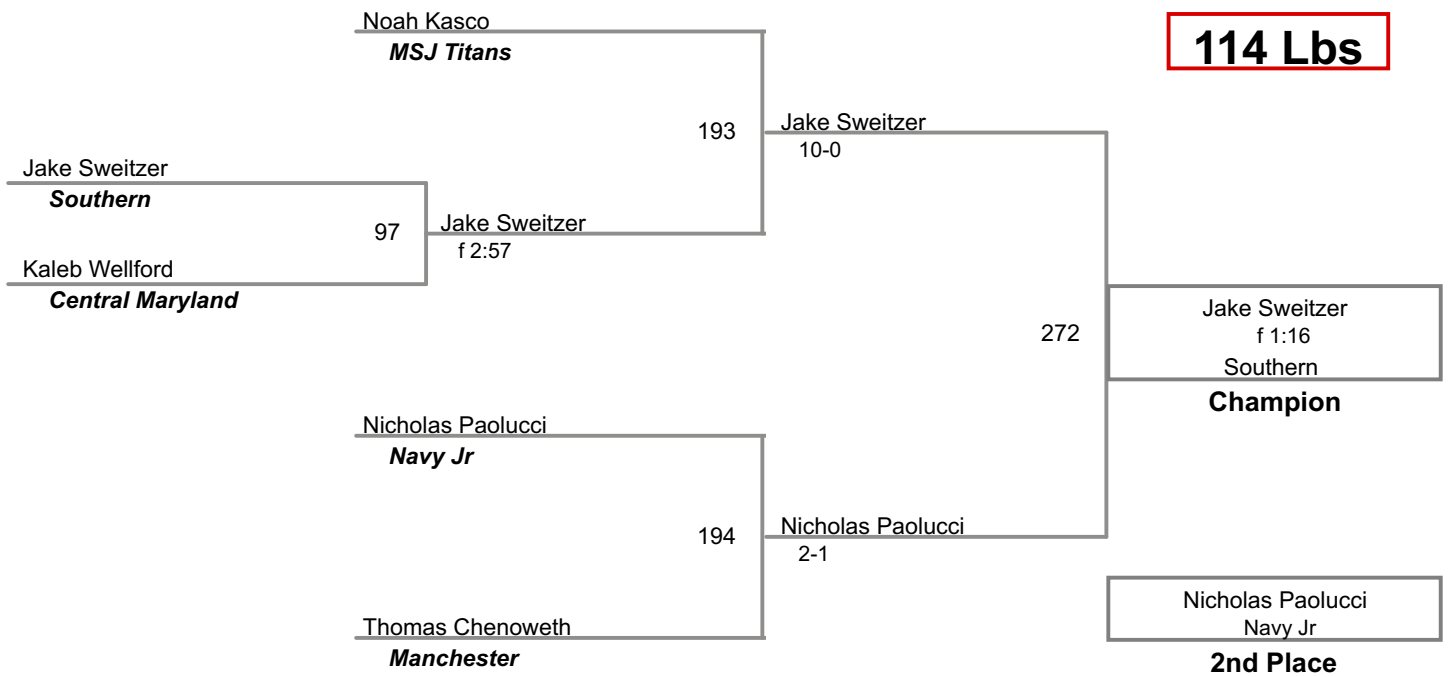 Noah Kasco
MSJ Titans
114 Lbs
193
Jake Sweitzer
10-0
Jake Sweitzer
Southern
97
Jake Sweitzer
f 2:57
Kaleb Wellford
Central Maryland
272
Jake Sweitzer
f 1:16
Southern
Champion
Nicholas Paolucci
Navy Jr
194
Nicholas Paolucci
2-1
Thomas Chenoweth
Manchester
Nicholas Paolucci
Navy Jr
2nd Place